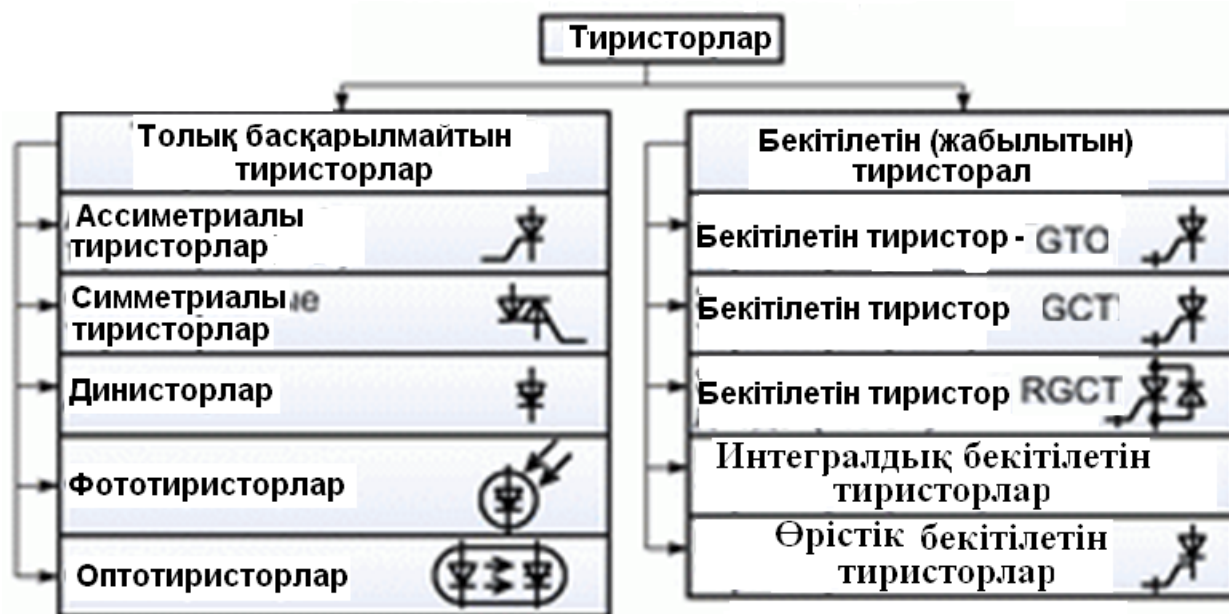 Тиристорлар
Толық басқарылмайтын
тиристорлар
Ассиметриалы
тиристорлар
Симметриалы ые
тиристорлар
Динисторлар
Фототиристорлар
Оптотиристорлар
Бекітілетін (жабылытын)
тиристорал
Бекітілетін тиристор - GTO
Бекітілетін тиристор GCT
Бекітілетін тиристор RGCT
Интегралдық бекітілетін
тиристорлар
Өрістік бекітілетін
тиристорлар